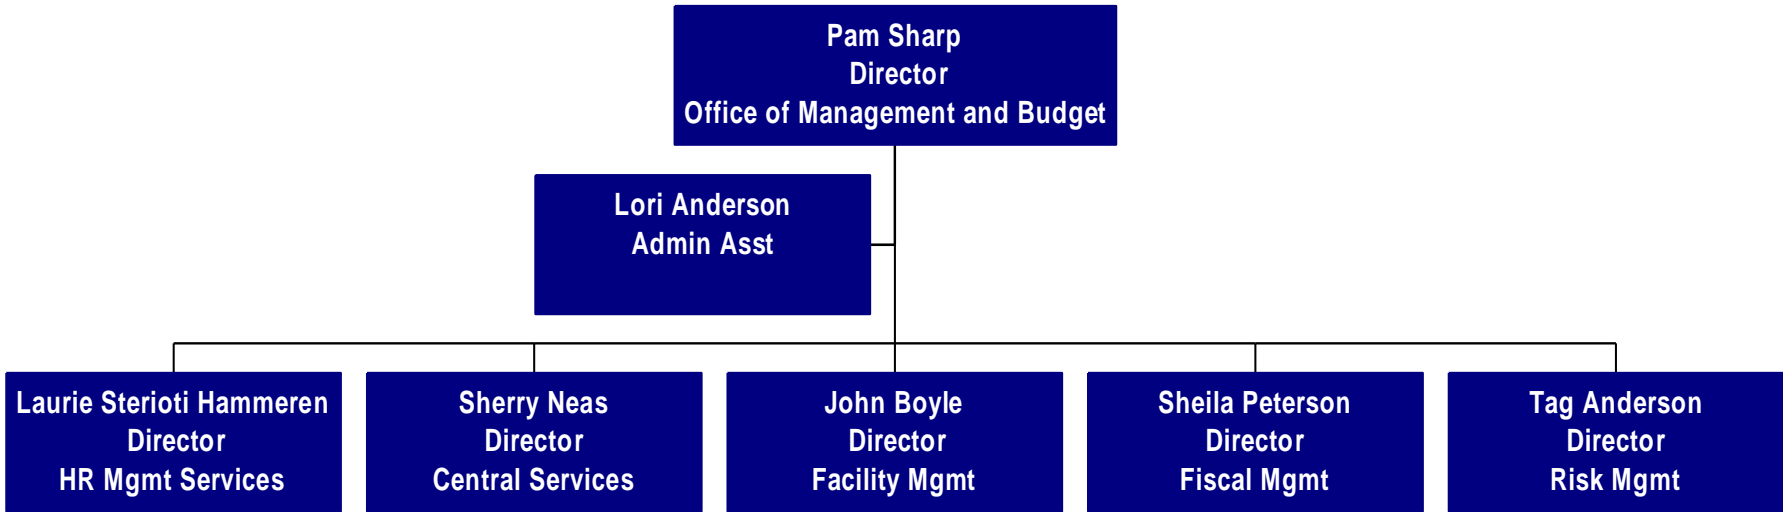 Pam Sharp
Director
Office of Management and Budget
Lori Anderson
Admin Asst
Laurie Sterioti Hammeren
Director
HR Mgmt Services
Sherry Neas
Director
Central Services
John Boyle
Director
Facility Mgmt
Sheila Peterson
Director
Fiscal Mgmt
Tag Anderson
Director
Risk Mgmt